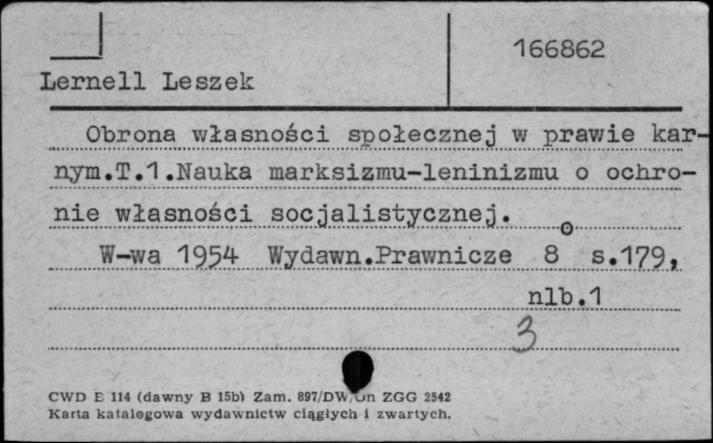 166862
Lernell Leszek
Obrona własności społecznej w prawie kar-
nym.T.1.Nauka marksizmu-leninizmu o ochro-
nie własności socjalistycznej.
W-wa 1954 Wydawn.Prawnicze 8° s.179,
nlb.1
3
CWD E 114 (dawny B 15b) Zam. 897/DW/Un ZGG 2542
Karta katalogowa wydawnictw ciągłych i zwartych.